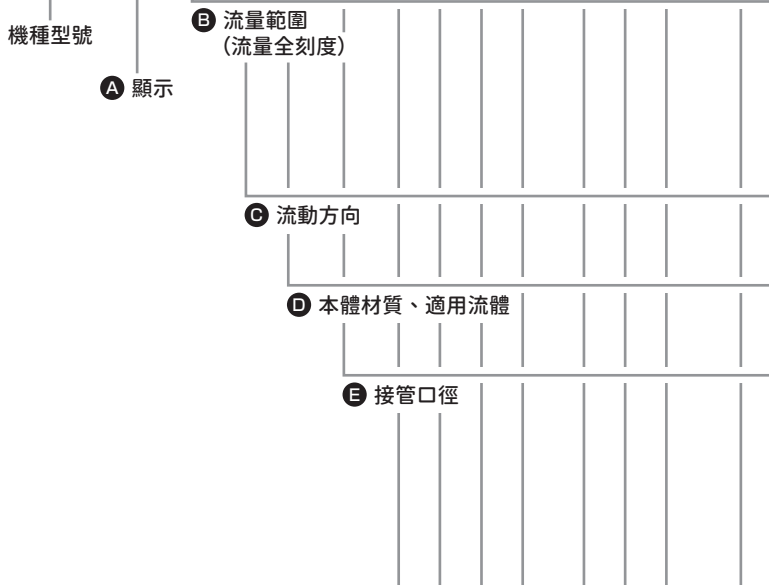 機種型號
B 流量範圍
(流量全刻度)
A 顯示
C 流動方向
D 本體材質、適用流體
E 接管口徑